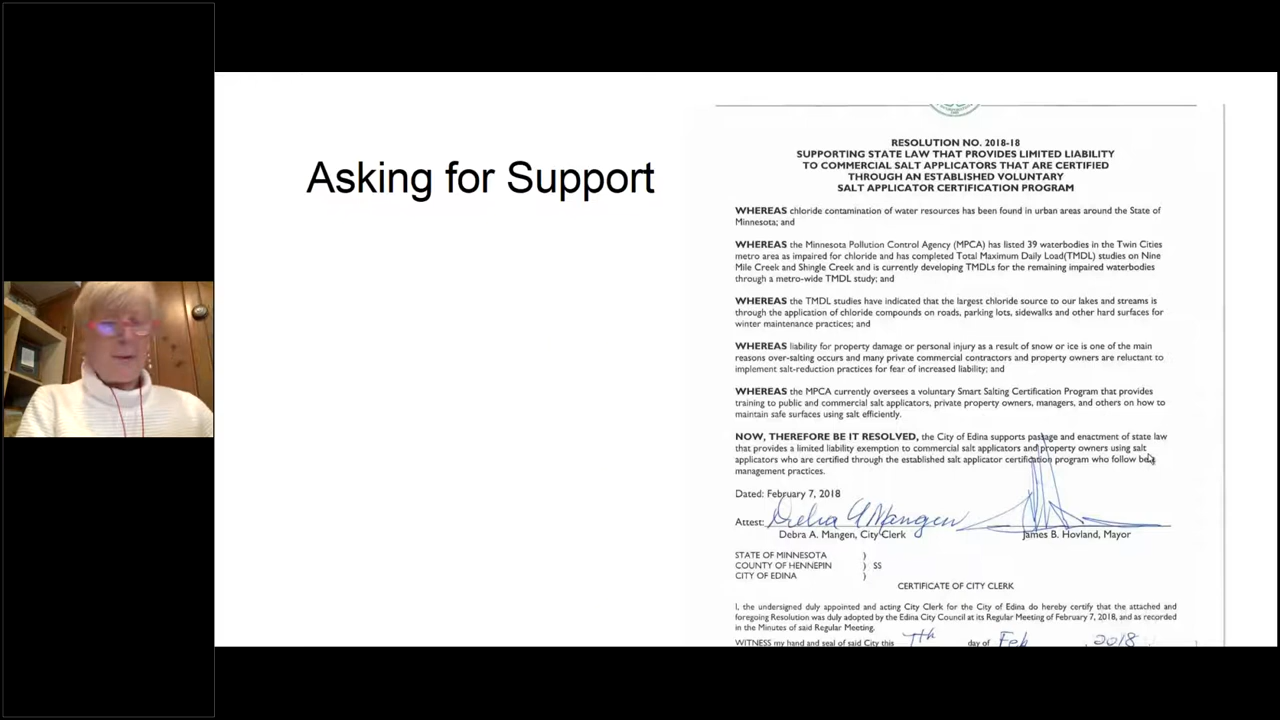 Asking for Support
RESOLUTION NO. 2018-18
SUPPORTING STATE LAW THAT PROVIDES LIMITED LIABILITY
TO COMMERCIAL SALT APPLICATORS THAT ARE CERTIFIED
THROUGH AN ESTABLISHED VOLUNTARY
SALT APPLICATOR CERTIFICATION PROGRAM
WHEREAS chloride contamination of water resources has been found in urban areas around the State of
Minnesota; and
WHEREAS the Minnesota Pollution Control Agency (MPCA) has listed 39 waterbodies in the Twin Cities
metro area as impaired for chloride and has completed Total Maximum Daily Load(TMDL) studies on Nine
Mile Creek and Shingle Creek and is currently developing TMDLs for the remaining impaired waterbodies
through a metro-wide TMDL study; and
WHEREAS the TMDL studies have indicated that the largest chloride source to our lakes and streams is
through the application of chloride compounds on roads, parking lots, sidewalks and other hard surfaces for
winter maintenance practices; and
WHEREAS liability for property damage or personal injury as a result of snow or ice is one of the main
reasons over-salting occurs and many private commercial contractors and property owners are reluctant to
implement salt-reduction practices for fear of increased liability; and
WHEREAS the MPCA currently oversees a voluntary Smart Salting Certification Program that provides
training to public and commercial salt applicators, private property owners, managers, and others on how to
maintain safe surfaces using salt efficiently.
NOW, THEREFORE BE IT RESOLVED, the City of Edina supports passage and enactment of state law
that provides a limited liability exemption to commercial salt applicators and property owners using salt
applicators who are certified through the established salt applicator certification program who follow best
management practices.
Dated: February 7, 2018
Attest: Debra A Mangen
Debra A. Mangen, City Clerk James B. Hovland, Mayor
STATE OF MINNESOTA )
COUNTY OF HENNEPIN ) SS
CITY OF EDINA )
CERTIFICATE OF CITY CLERK
I, the undersigned duly appointed and acting City Clerk for the City of Edina do hereby certify that the attached and
foregoing Resolution was duly adopted by the Edina City Council at its Regular Meeting of February 7, 2018, and as recorded
in the Minutes of said Regular Meeting.
WITNESS my hand and seal of said City this 7th day of Feb , 2018